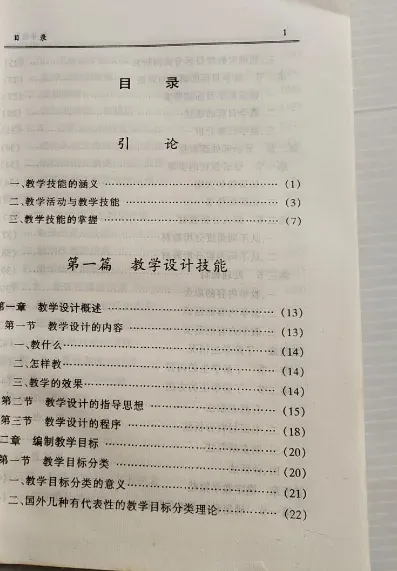 目 录 1
目 录
引 论
一、教学技能的涵义 (1)
二、教学活动与教学技能 (3)
三、教学技能的掌握 (7)
第一篇 教学设计技能
第一章 教学设计概述 (13)
第一节 教学设计的内容 (13)
一、教什么 (14)
二、怎样教 (14)
三、教学的效果 (14)
第二节 教学设计的指导思想 (15)
第三节 教学设计的程序 (18)
二章 编制教学目标 (20)
第一节 教学目标分类 (20)
一、教学目标分类的意义 (21)
二、国外几种有代表性的教学目标分类理论 (22)